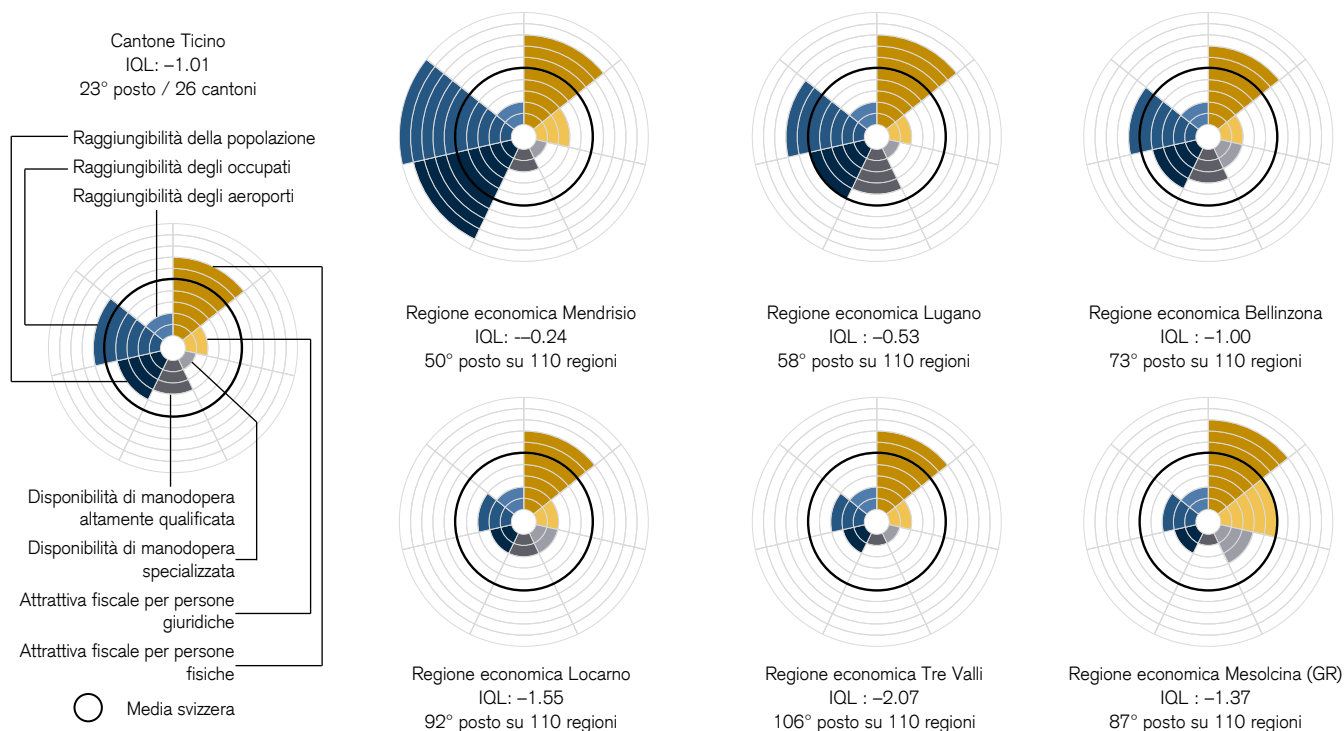 Cantone Ticino
IQL: –1.01
23° posto / 26 cantoni
Raggiungibilità della popolazione
Raggiungibilità degli occupati
Raggiungibilità degli aeroporti
Disponibilità di manodopera
altamente qualificata
Disponibilità di manodopera
specializzata
Attrattiva fiscale per persone
giuridiche
Attrattiva fiscale per persone
fisiche
Media svizzera
Regione economica Mendrisio
IQL: -–0.24
50° posto su 110 regioni
Regione economica Lugano
IQL : –0.53
58° posto su 110 regioni
Regione economica Bellinzona
IQL : –1.00
73° posto su 110 regioni
Regione economica Locarno
IQL: –1.55
92° posto su 110 regioni
Regione economica Tre Valli
IQL : –2.07
106° posto su 110 regioni
Regione economica Mesolcina (GR)
IQL : –1.37
87° posto su 110 regioni